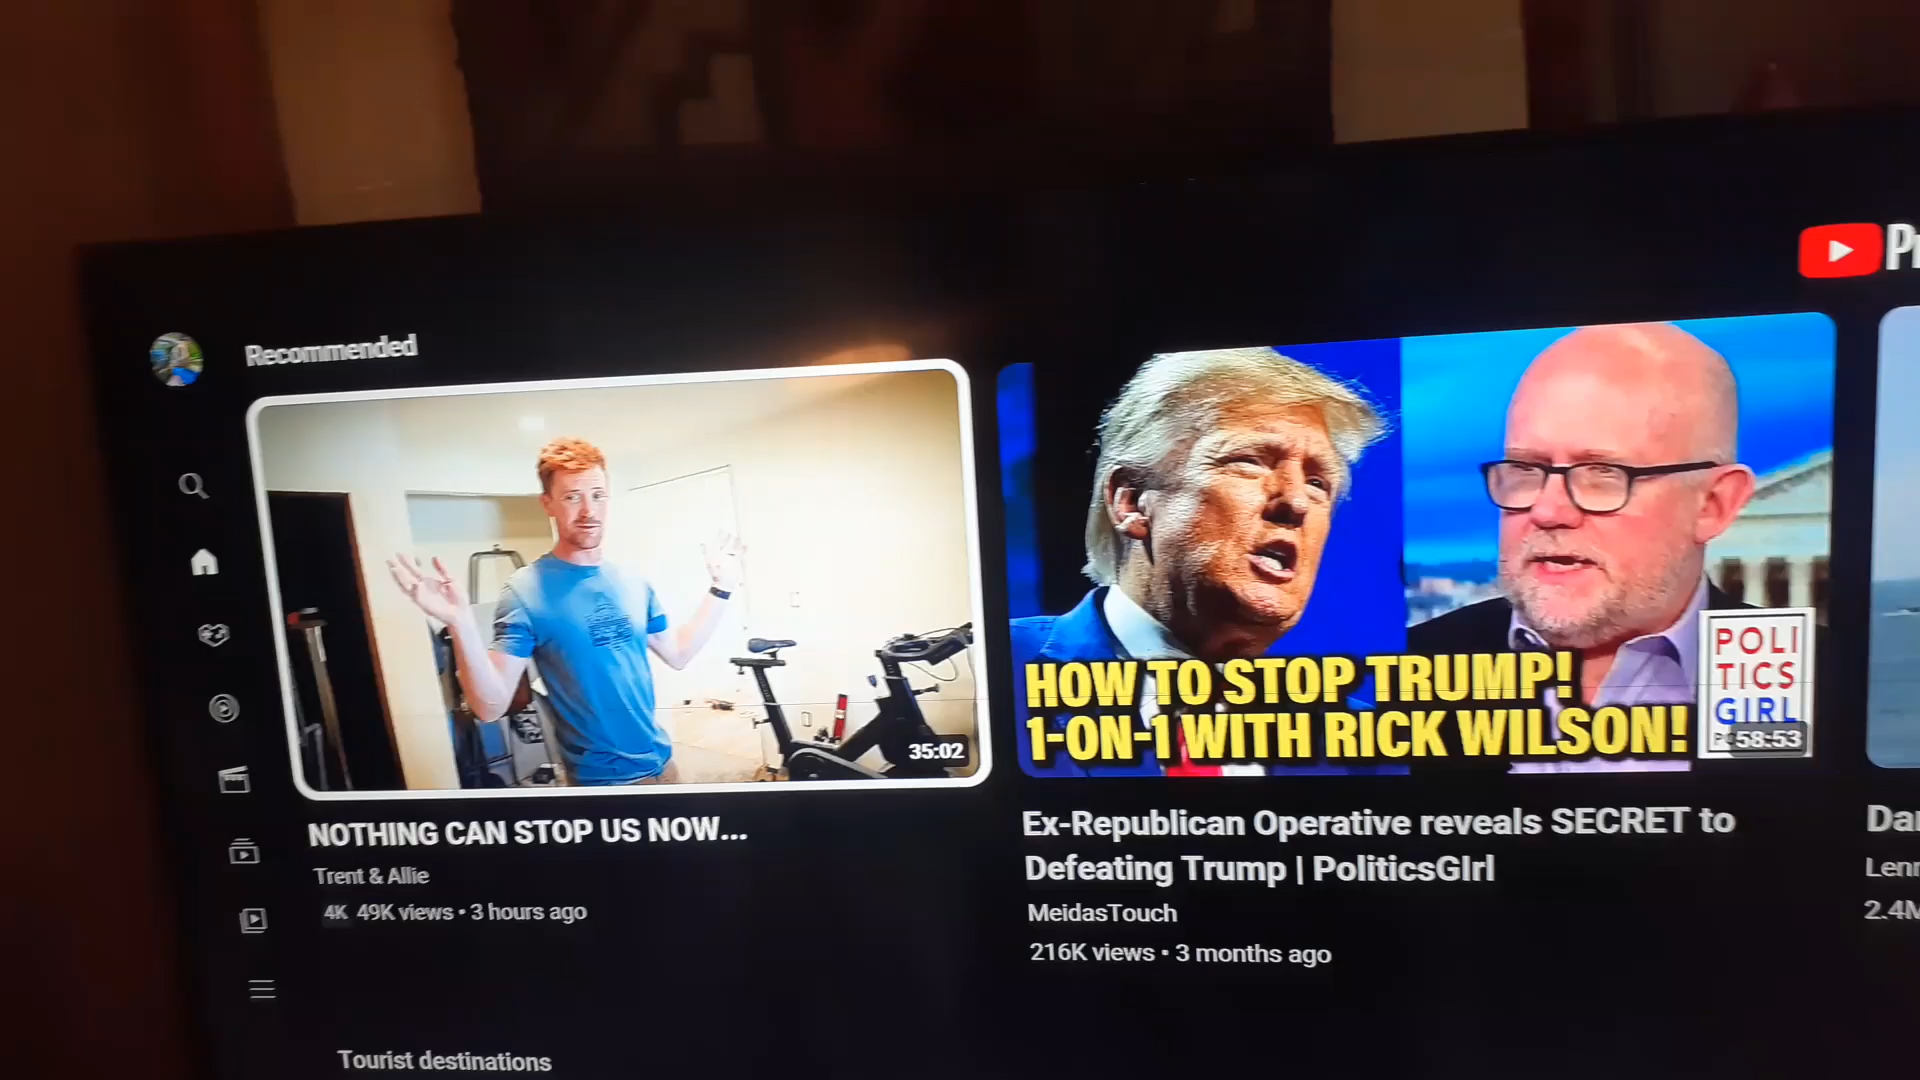 Recommended
35:02
NOTHING CAN STOP US NOW...
Trent & Allie
4K 49K views • 3 hours ago
HOW TO STOP TRUMP!
1-ON-1 WITH RICK WILSON!
POLI
TICS
GIRL
58:53
Ex-Republican Operative reveals SECRET to
Defeating Trump | PoliticsGIrl
MeidasTouch
216K views • 3 months ago
Tourist destinations